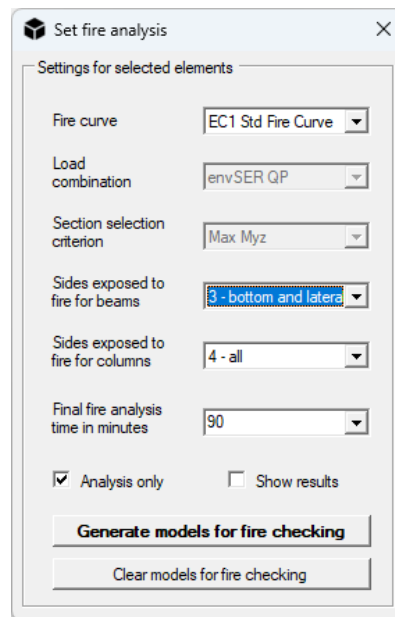 Set fire analysis
Settings for selected elements
Fire curve
EC1 Std Fire Curve
Load
combination
envSER QP
Section selection
criterion
Max Myz
Sides exposed to
fire for beams
3 - bottom and latera
Sides exposed to
fire for columns
4 - all
Final fire analysis
time in minutes
90
Analysis only
Show results
Generate models for fire checking
Clear models for fire checking